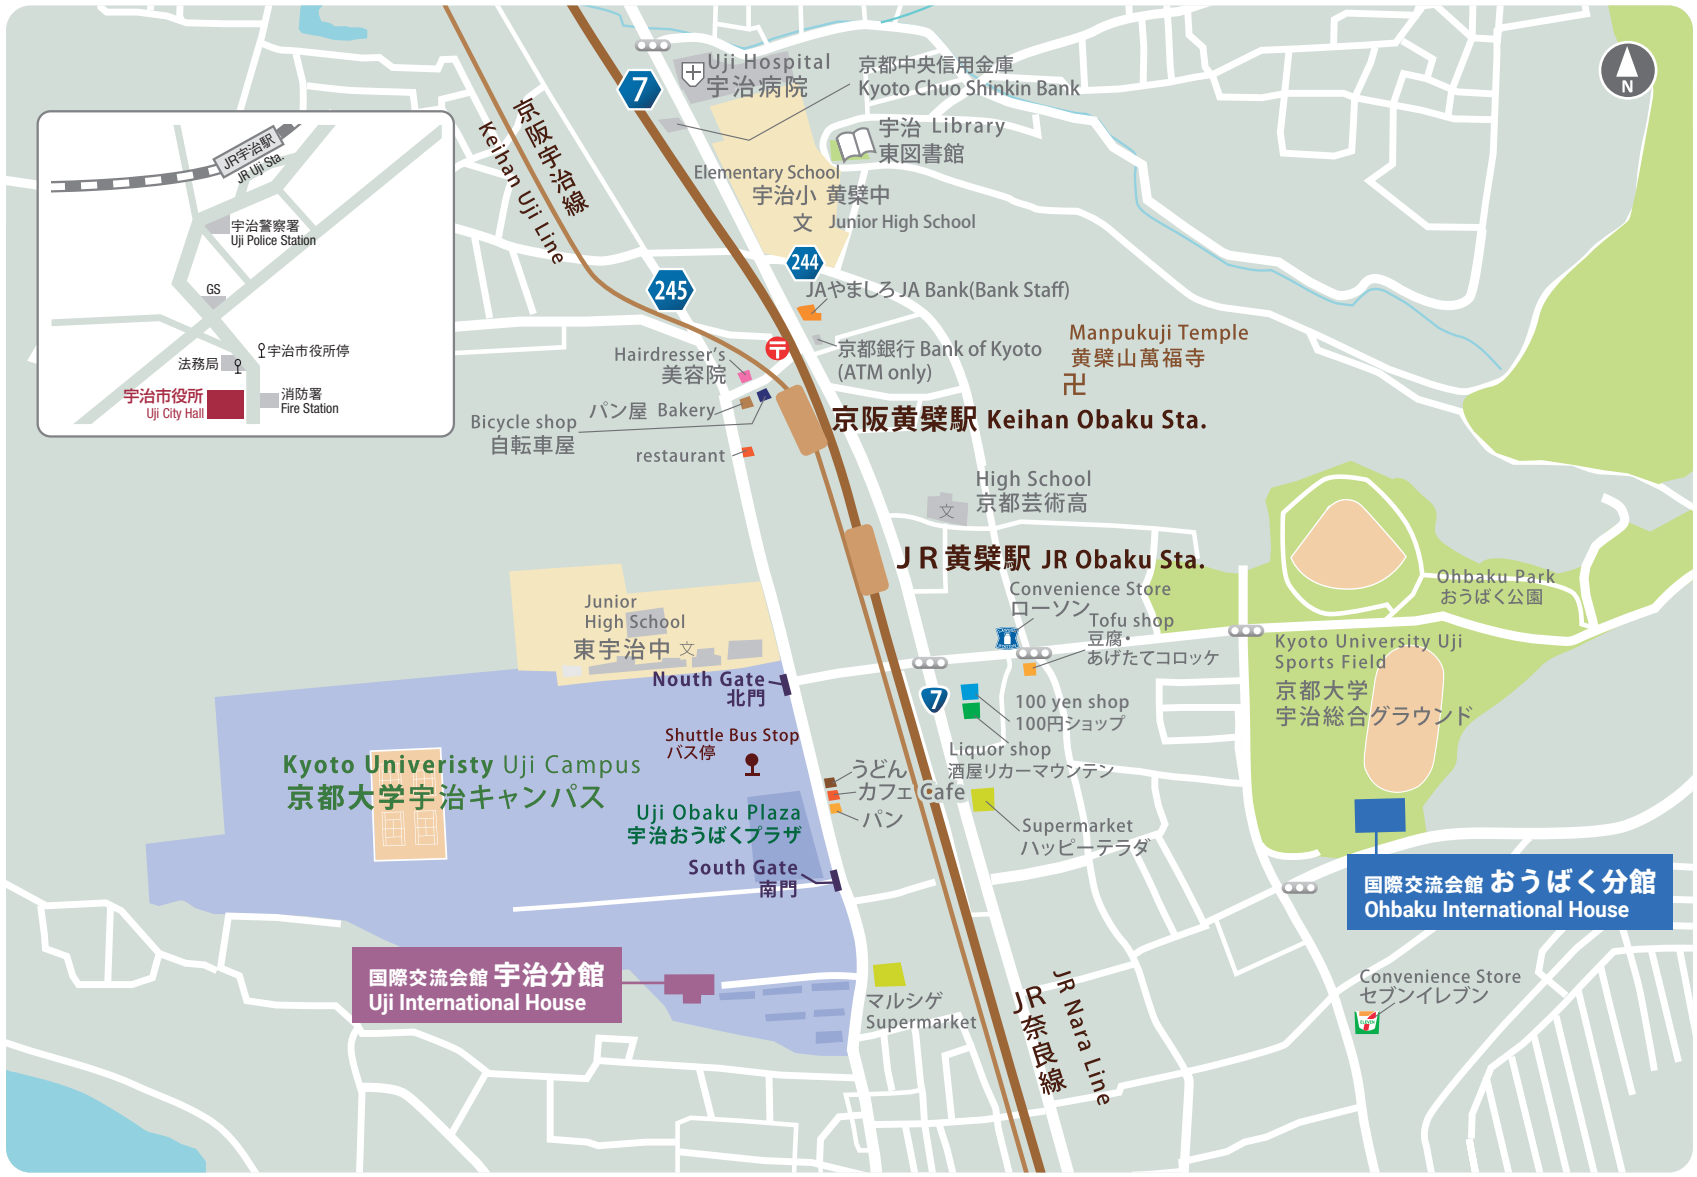 7
Uji Hospital
宇治病院
京都中央信用金庫
Kyoto Chuo Shinkin Bank
N
宇治 Library
東図書館
京阪宇治線
Keihan Uji Line
Elementary School
宇治小 黄檗中
文 Junior High School
244
245
JAやましろ JA Bank(Bank Staff)
京都銀行 Bank of Kyoto
(ATM only)
Manpukuji Temple
黄檗山萬福寺
卍
〒
Hairdresser's
美容院
パン屋 Bakery
Bicycle shop
自転車屋
restaurant
京阪黄檗駅 Keihan Obaku Sta.
JR宇治駅
JR Uji Sta.
宇治警察署
Uji Police Station
GS
宇治市役所停
法務局
宇治市役所
Uji City Hall
消防署
Fire Station
High School
京都芸術高
文
JR黄檗駅 JR Obaku Sta.
Convenience Store
ローソン
Tofu shop
豆腐・
あげたてコロッケ
Ohbaku Park
おうばく公園
Kyoto University Uji
Sports Field
京都大学
宇治総合グラウンド
Junior
High School
東宇治中 文
Nouth Gate
北門
Shuttle Bus Stop
バス停
7
100 yen shop
100円ショップ
Liquor shop
酒屋リカーマウンテン
Kyoto Univeristy Uji Campus
京都大学宇治キャンパス
うどん
カフェ Cafe
パン
Uji Obaku Plaza
宇治おうばくプラザ
Supermarket
ハッピーテラダ
South Gate
南門
国際交流会館 おうばく分館
Ohbaku International House
国際交流会館 宇治分館
Uji International House
マルシゲ
Supermarket
JR奈良線
JR Nara Line
Convenience Store
セブンイレブン